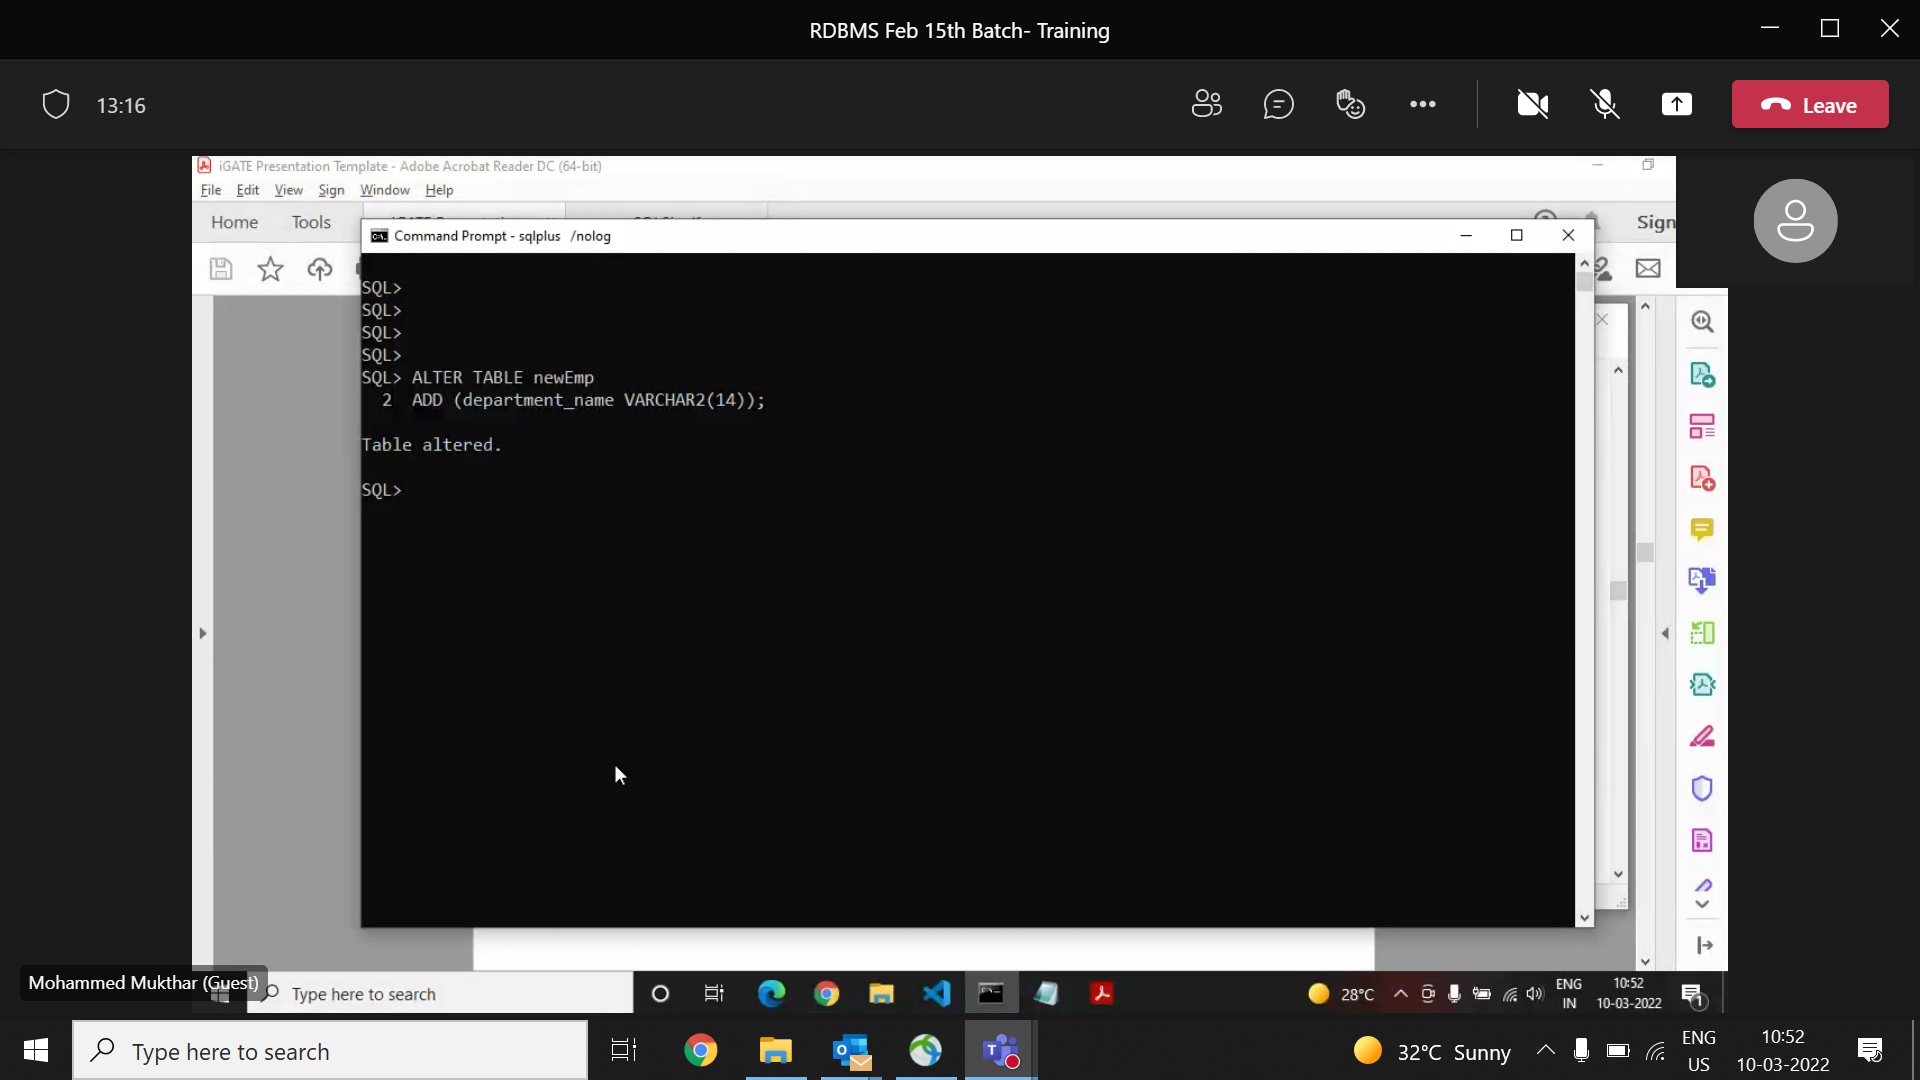 RDBMS Feb 15th Batch- Training
13:16
Leave
iGATE Presentation Template - Adobe Acrobat Reader DC (64-bit)
File Edit View Sign Window Help
Home Tools
Sign
Command Prompt - sqlplus /nolog
SQL>
SQL>
SQL>
SQL>
SQL> ALTER TABLE newEmp
2 ADD (department_name VARCHAR2(14));
Table altered.
SQL>
Mohammed Mukthar (Guest)
Type here to search
28°C
ENG
IN
10:52
10-03-2022
1
Type here to search
32°C Sunny
ENG
US
10:52
10-03-2022